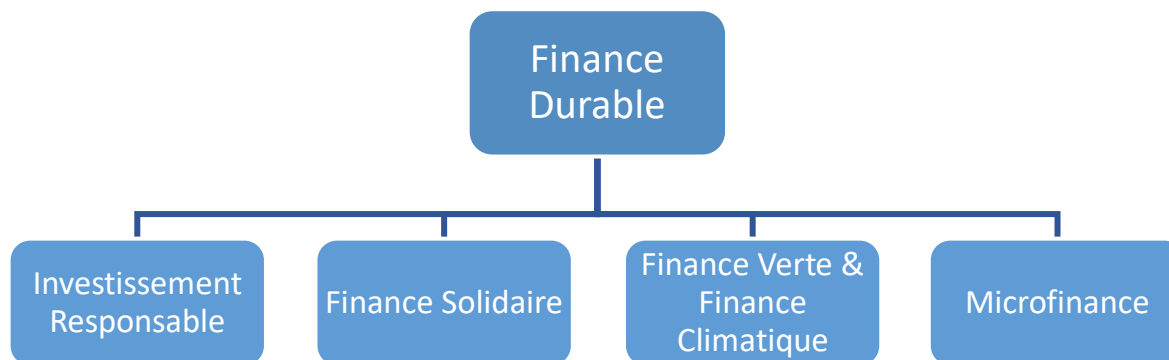 Finance
Durable
Investissement
Responsable
Finance Solidaire
Finance Verte &
Finance
Climatique
Microfinance